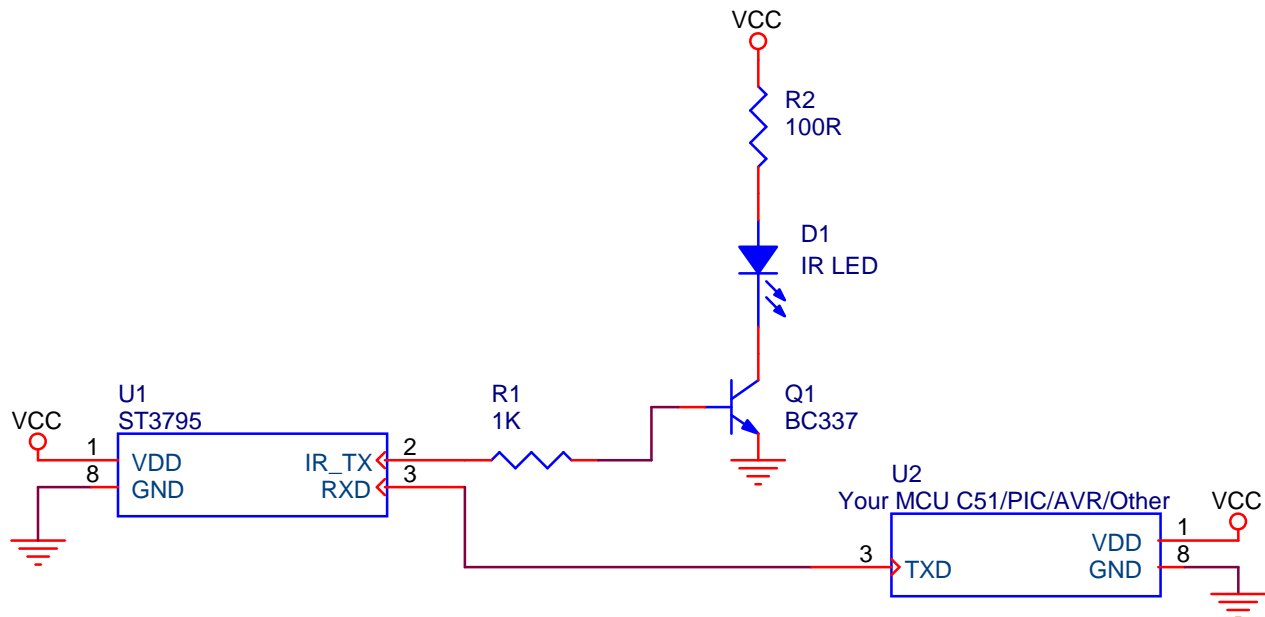 VCC
R2
100R
D1
IR LED
U1
ST3795
R1
1K
Q1
BC337
VCC
1
VDD
IR_TX
2
8
GND
RXD
3
U2
Your MCU C51/PIC/AVR/Other
VCC
VDD
1
3
TXD
GND
8